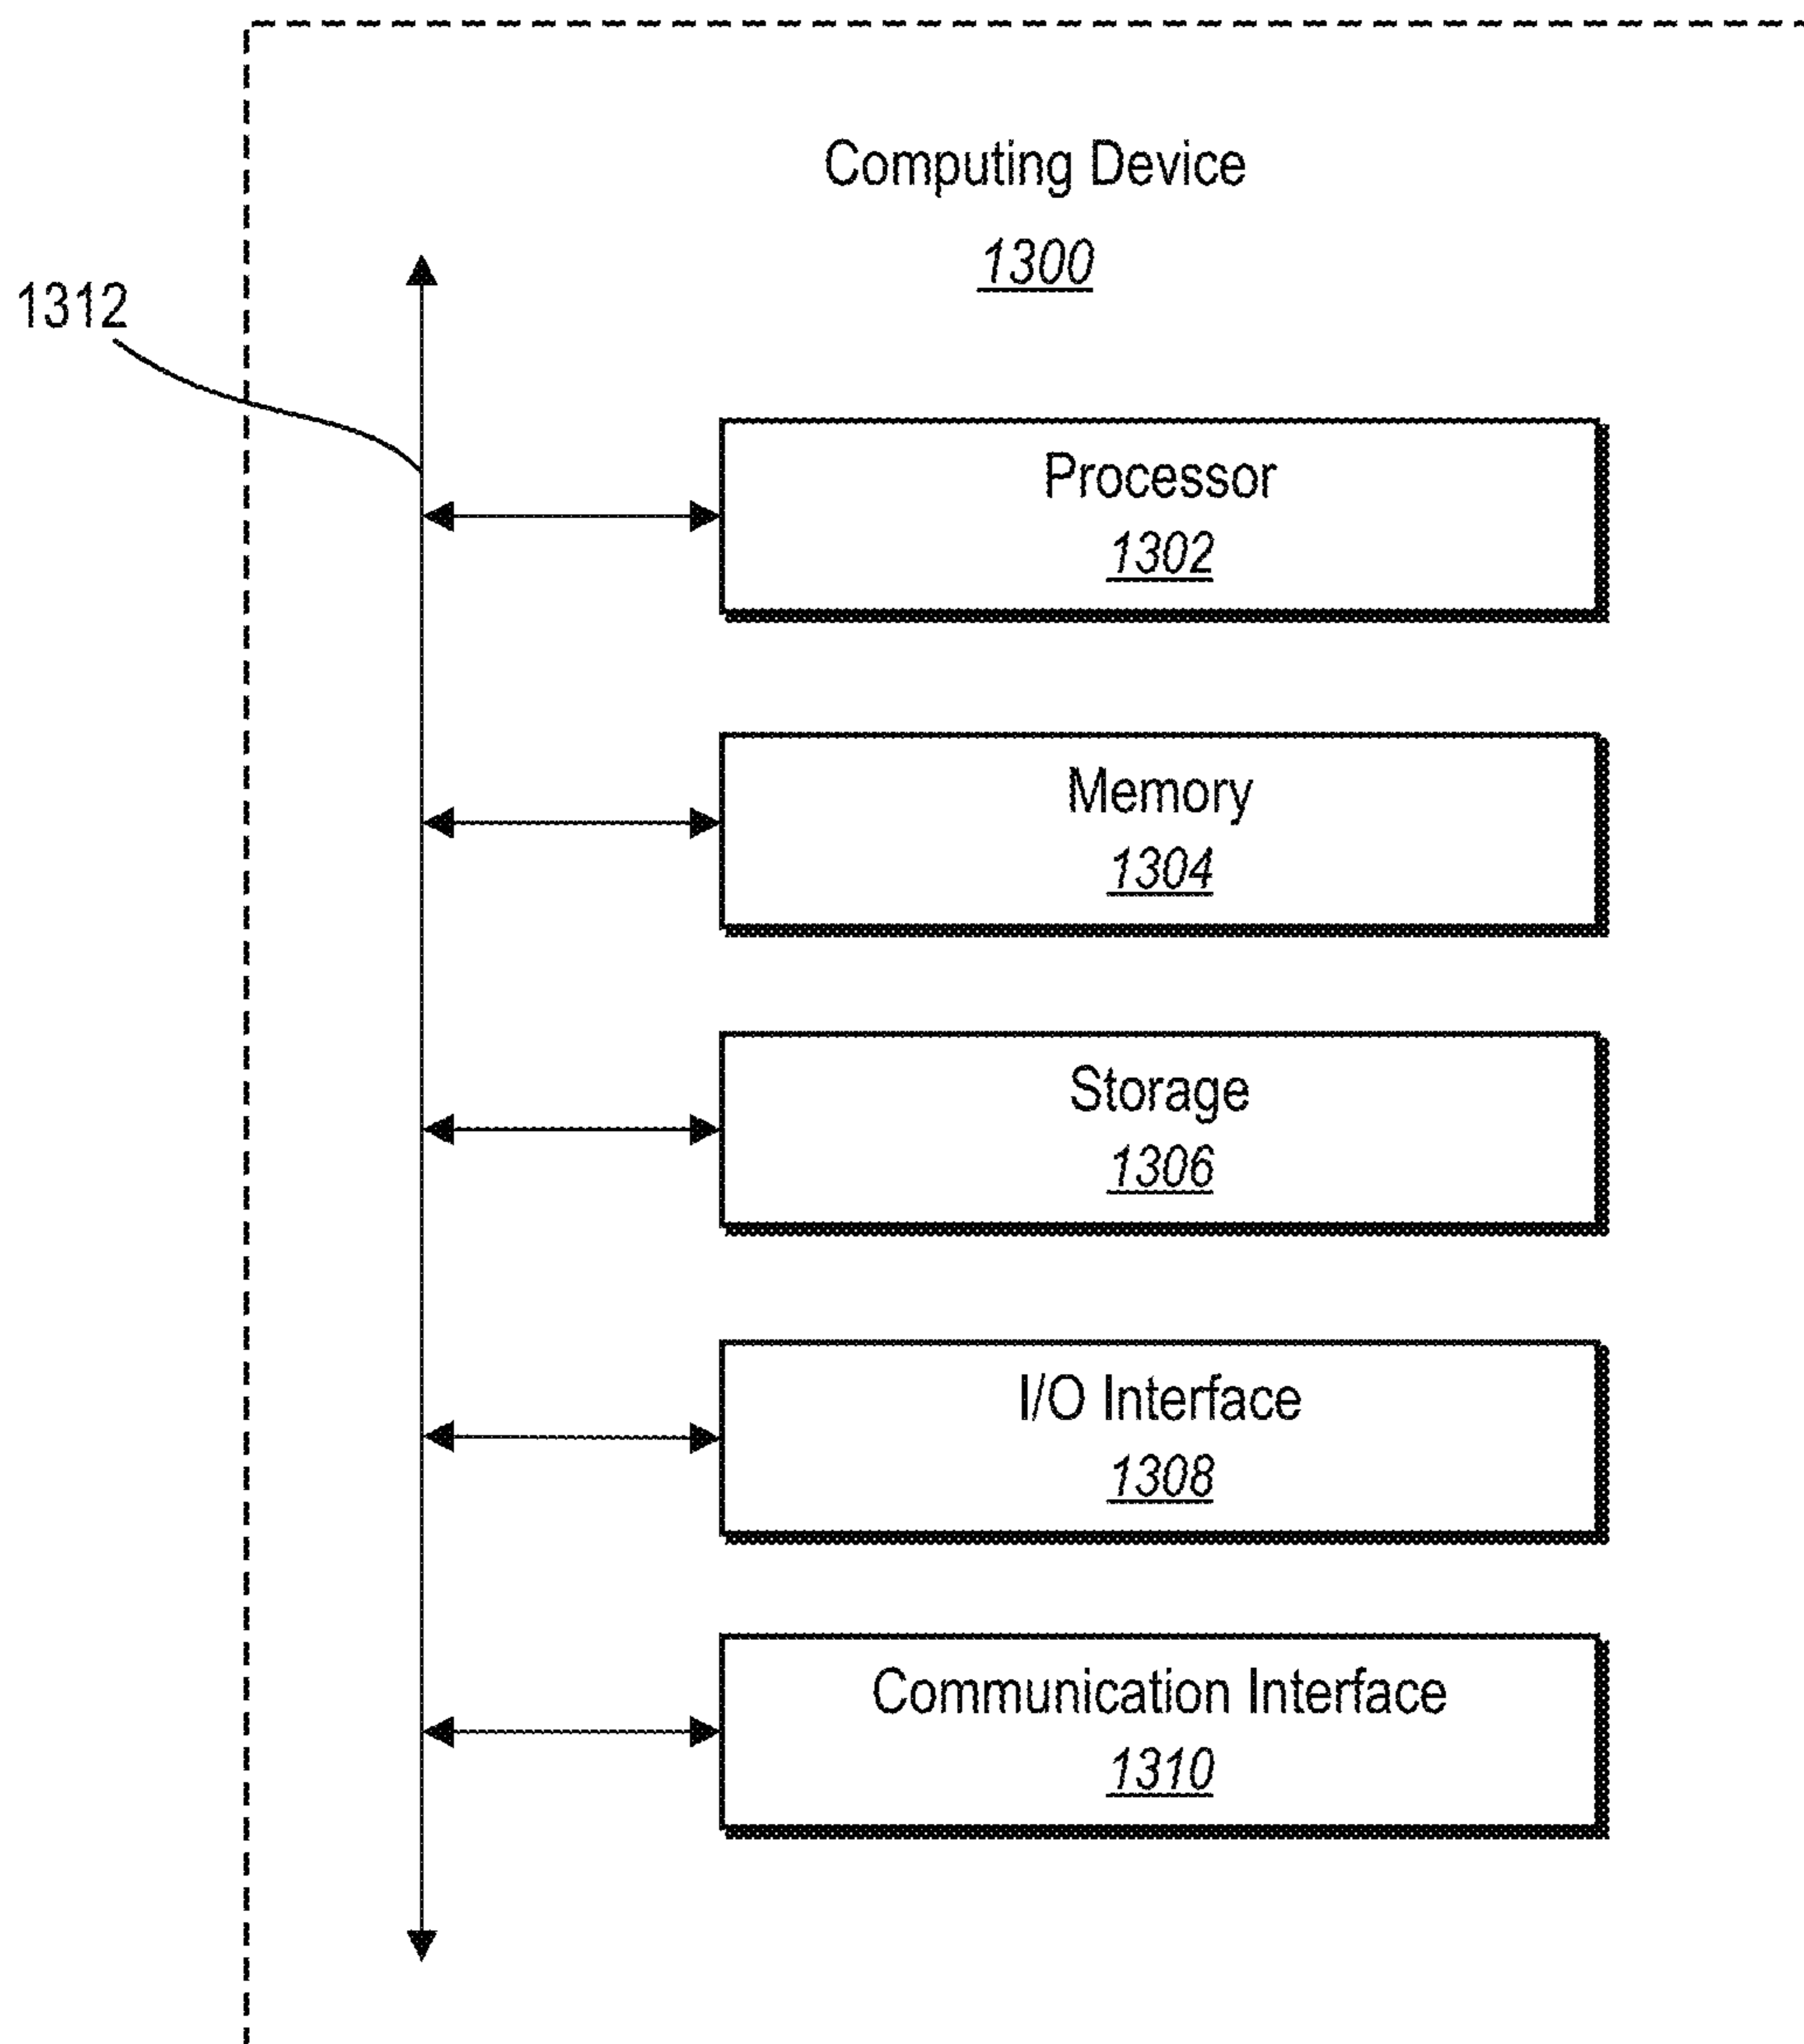 Computing Device
1300
1312
Processor
1302
Memory
1304
Storage
1306
I/O Interface
1308
Communication Interface
1310